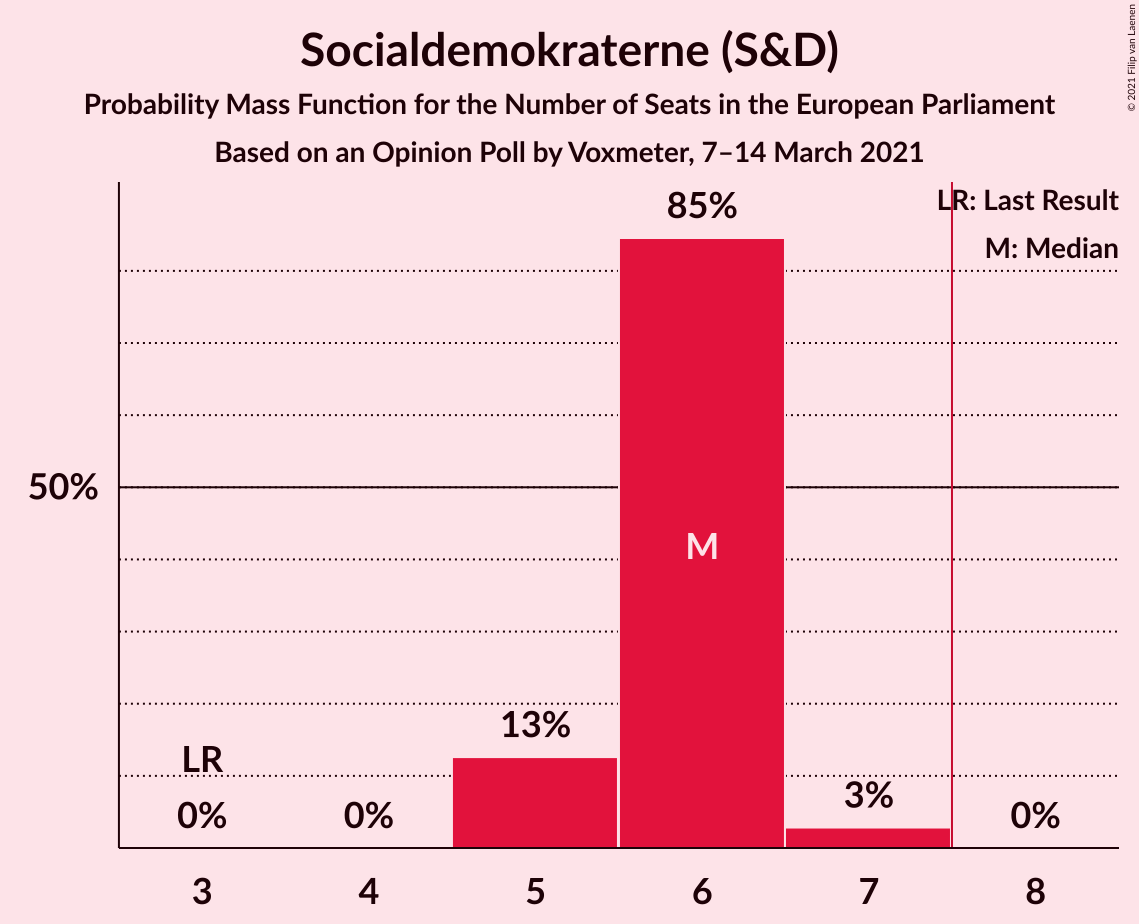 Socialdemokraterne (S&D)
Probability Mass Function for the Number of Seats in the European Parliament
Based on an Opinion Poll by Voxmeter, 7–14 March 2021
© 2021 Filip van Laenen
LR: Last Result
M: Median
85%
50%
M
13%
LR
3%
0%
0%
0%
3
4
5
6
7
8